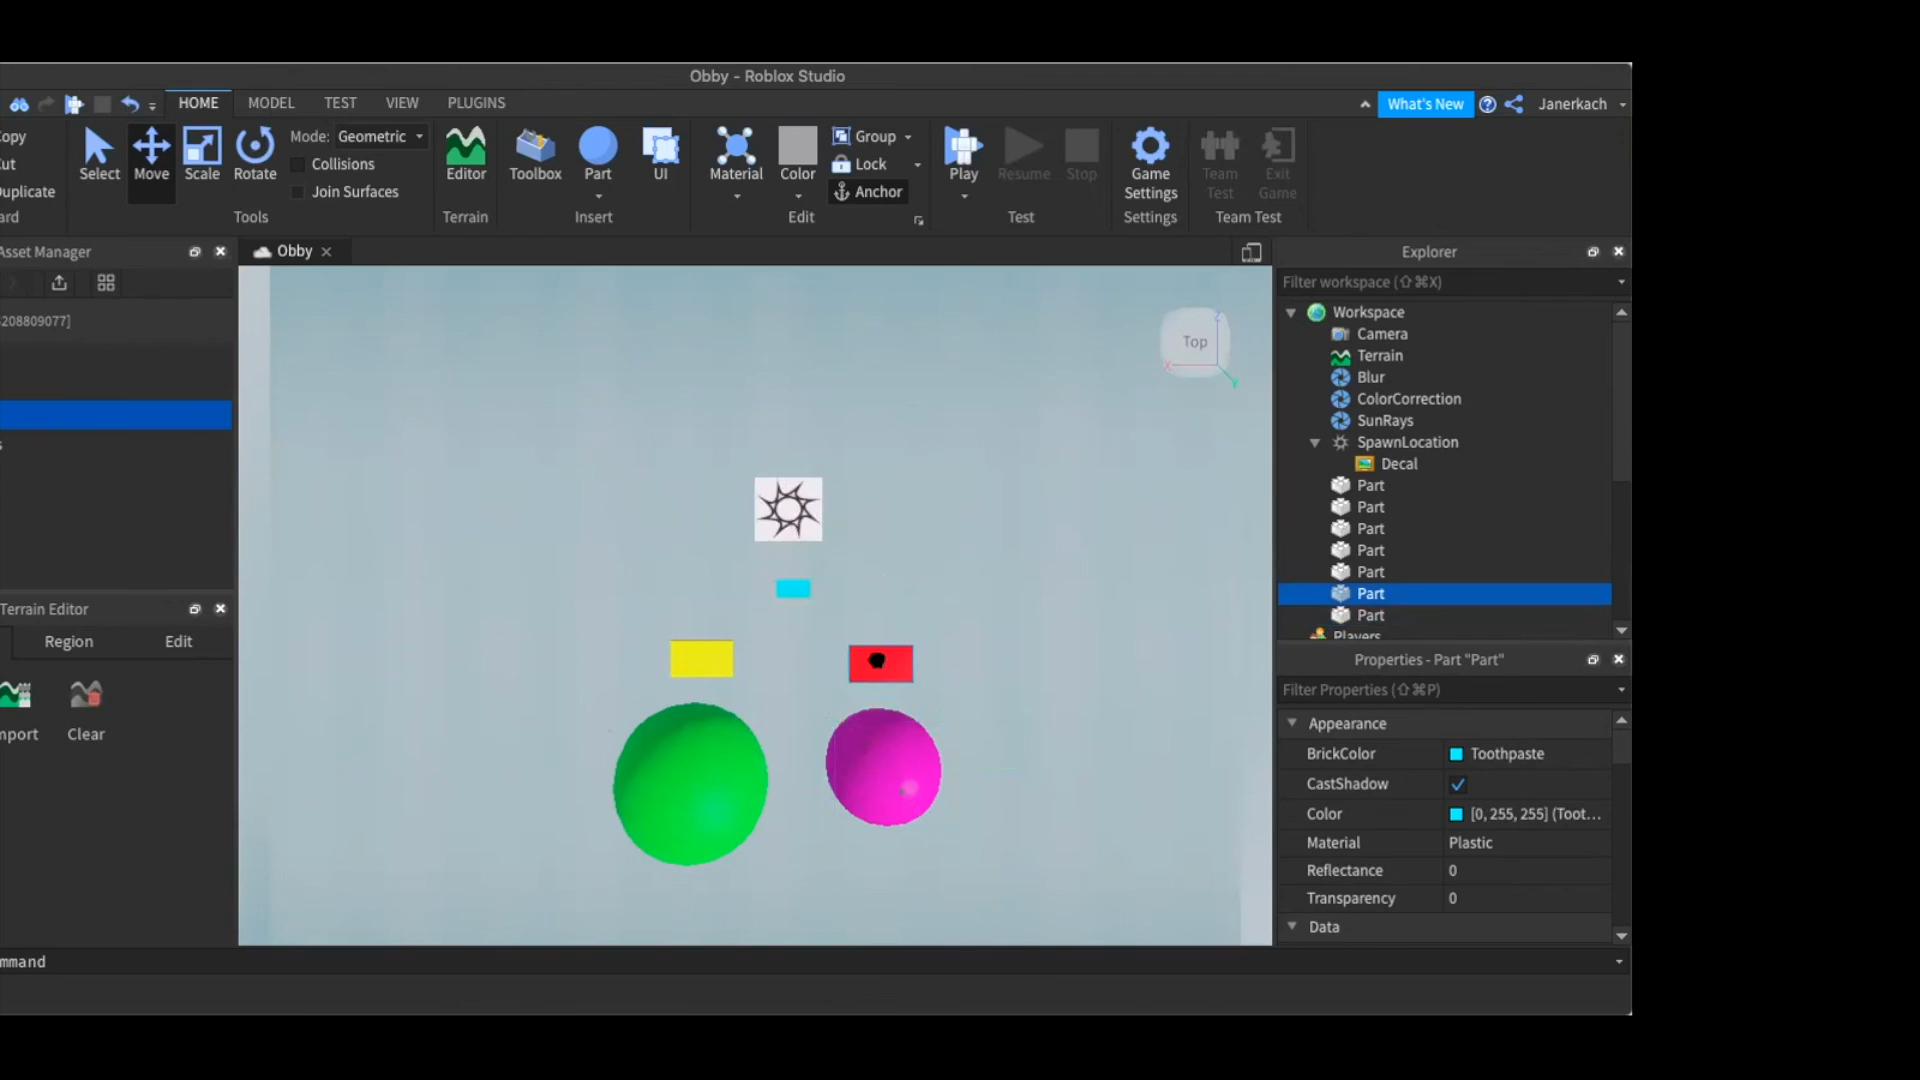 Obby - Roblox Studio
HOME MODEL TEST VIEW PLUGINS
What's New Janerkach
opy
ut
uplicate
ard
Select Move Scale Rotate
Mode: Geometric
Collisions
Join Surfaces
Tools
Editor
Terrain
Toolbox Part UI
Insert
Material Color
Group
Lock
Anchor
Edit
Play Resume Stop
Test
Game
Settings
Settings
Team
Test
Exit
Game
Team Test
Asset Manager
208809077]
s
Terrain Editor
Region Edit
mport Clear
Obby
Top
X
Y
Explorer
Filter workspace (⇧⌘X)
Workspace
Camera
Terrain
Blur
ColorCorrection
SunRays
SpawnLocation
Decal
Part
Part
Part
Part
Part
Part
Part
Players
Properties - Part "Part"
Filter Properties (⇧⌘P)
Appearance
BrickColor Toothpaste
CastShadow
Color [0, 255, 255] (Toot...
Material Plastic
Reflectance 0
Transparency 0
Data
mmand